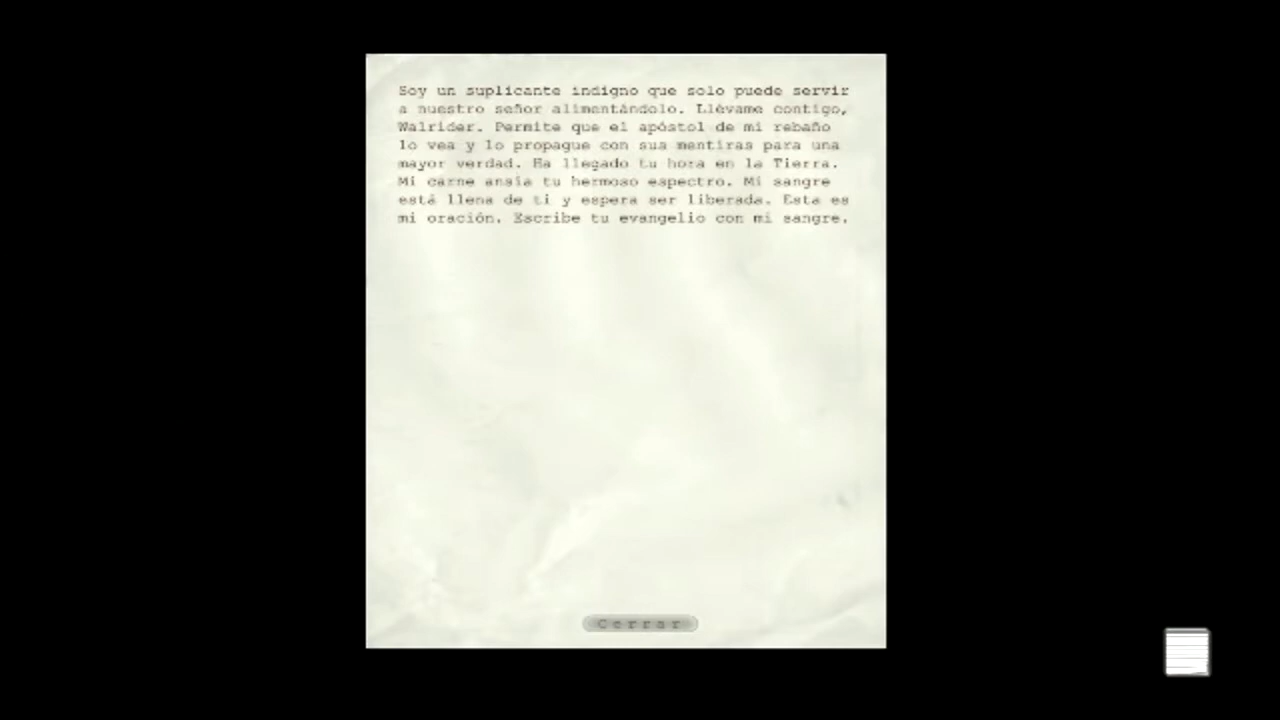 Soy un suplicante indigno que solo puede servir
a nuestro señor alimentándolo. Llévame contigo,
Walrider. Permite que el apóstol de mi rebaño
lo vea y lo propague con sus mentiras para una
mayor verdad. Ha llegado tu hora en la Tierra.
Mi carne ansía tu hermoso espectro. Mi sangre
está llena de ti y espera ser liberada. Esta es
mi oración. Escribe tu evangelio con mi sangre.
Cerrar